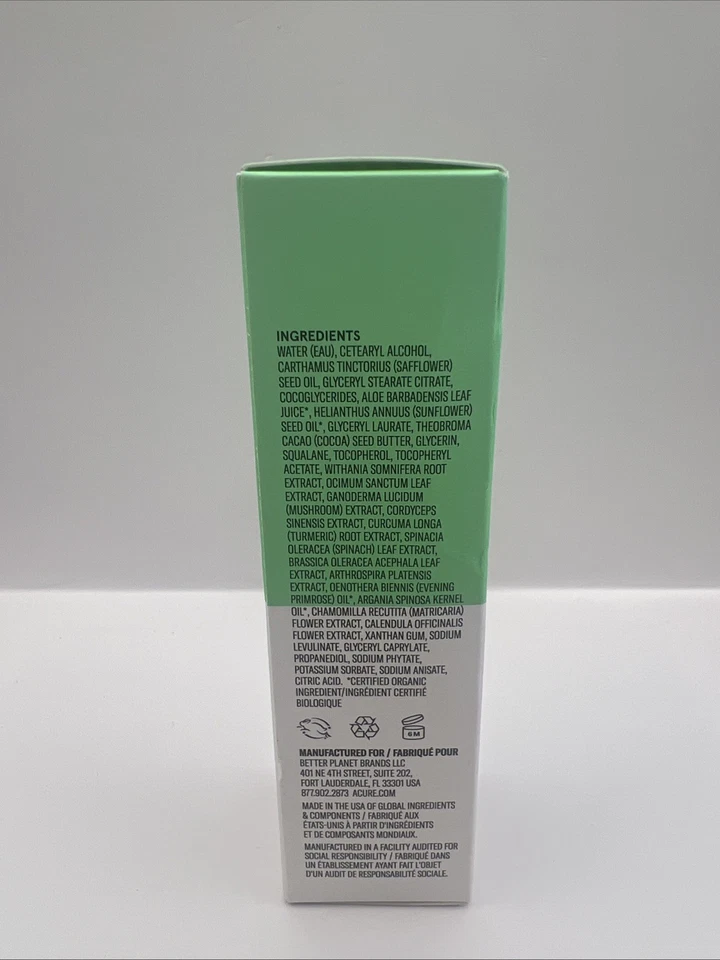 INGREDIENTS
WATER (EAU), CETEARYL ALCOHOL,
CARTHAMUS TINCTORIUS (SAFFLOWER)
SEED OIL, GLYCERYL STEARATE CITRATE,
COCOGLYCERIDES, ALOE BARBADENSIS LEAF
JUICE*, HELIANTHUS ANNUUS (SUNFLOWER)
SEED OIL*, GLYCERYL LAURATE, THEOBROMA
CACAO (COCOA) SEED BUTTER, GLYCERIN,
SQUALANE, TOCOPHEROL, TOCOPHERYL
ACETATE, WITHANIA SOMNIFERA ROOT
EXTRACT, OCIMUM SANCTUM LEAF
EXTRACT, GANODERMA LUCIDUM
(MUSHROOM) EXTRACT, CORDYCEPS
SINENSIS EXTRACT, CURCUMA LONGA
(TURMERIC) ROOT EXTRACT, SPINACIA
OLERACEA (SPINACH) LEAF EXTRACT,
BRASSICA OLERACEA ACEPHALA LEAF
EXTRACT, ARTHROSPIRA PLATENSIS
EXTRACT, OENOTHERA BIENNIS (EVENING
PRIMROSE) OIL*, ARGANIA SPINOSA KERNEL
OIL*, CHAMOMILLA RECUTITA (MATRICARIA)
FLOWER EXTRACT, CALENDULA OFFICINALIS
FLOWER EXTRACT, XANTHAN GUM, SODIUM
LEVULINATE, GLYCERYL CAPRYLATE,
PROPANEDIOL, SODIUM PHYTATE,
POTASSIUM SORBATE, SODIUM ANISATE,
CITRIC ACID. *CERTIFIED ORGANIC
INGREDIENT/INGRÉDIENT CERTIFIÉ
BIOLOGIQUE
6M
MANUFACTURED FOR / FABRIQUÉ POUR
BETTER PLANET BRANDS LLC
401 NE 4TH STREET, SUITE 202,
FORT LAUDERDALE, FL 33301 USA
877.902.2873 ACURE.COM
MADE IN THE USA OF GLOBAL INGREDIENTS
& COMPONENTS / FABRIQUÉ AUX
ÉTATS-UNIS À PARTIR D'INGRÉDIENTS
ET DE COMPOSANTS MONDIAUX.
MANUFACTURED IN A FACILITY AUDITED FOR
SOCIAL RESPONSIBILITY / FABRIQUÉ DANS
UN ÉTABLISSEMENT AYANT FAIT L'OBJET
D'UN AUDIT DE RESPONSABILITÉ SOCIALE.